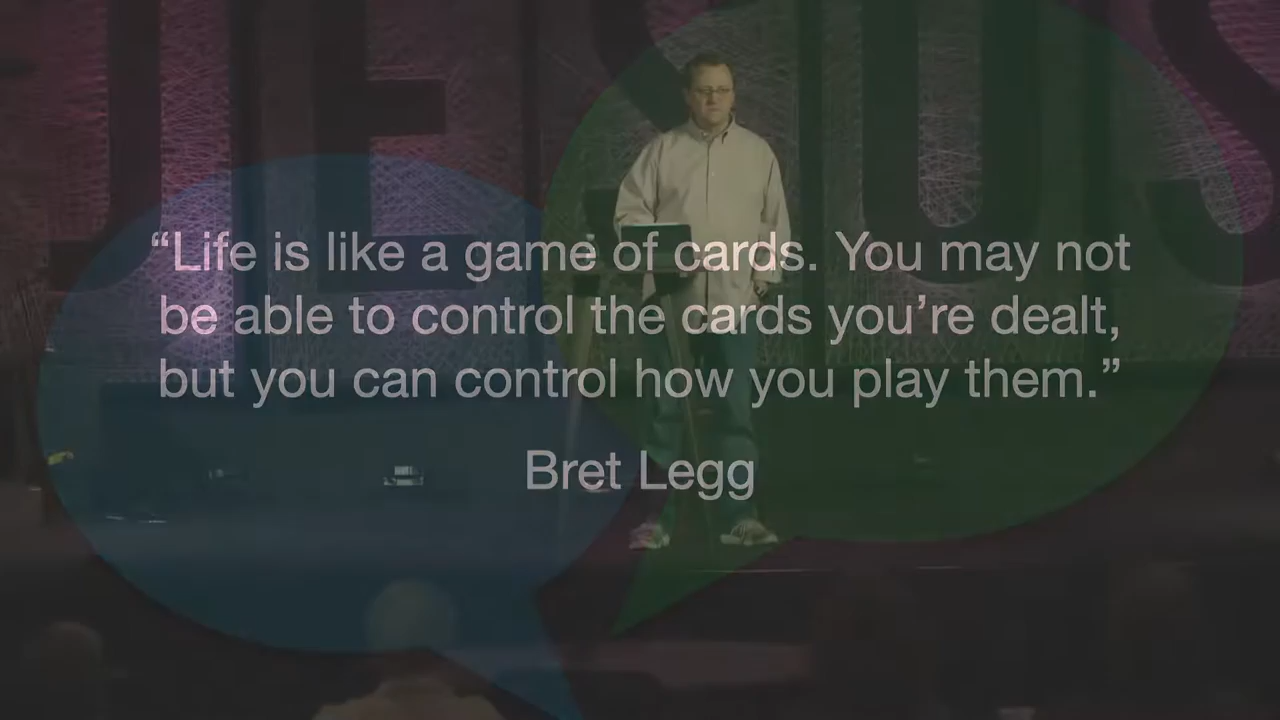 JESUS
“Life is like a game of cards. You may not
be able to control the cards you’re dealt,
but you can control how you play them.”
Bret Legg